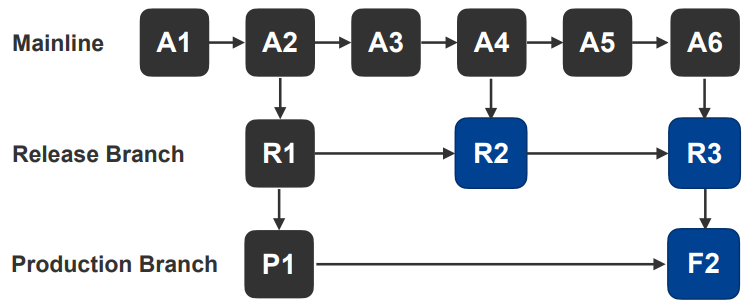 Mainline A1 A2 A3 A4 A5 A6
Release Branch R1 R2 R3
Production Branch P1 F2